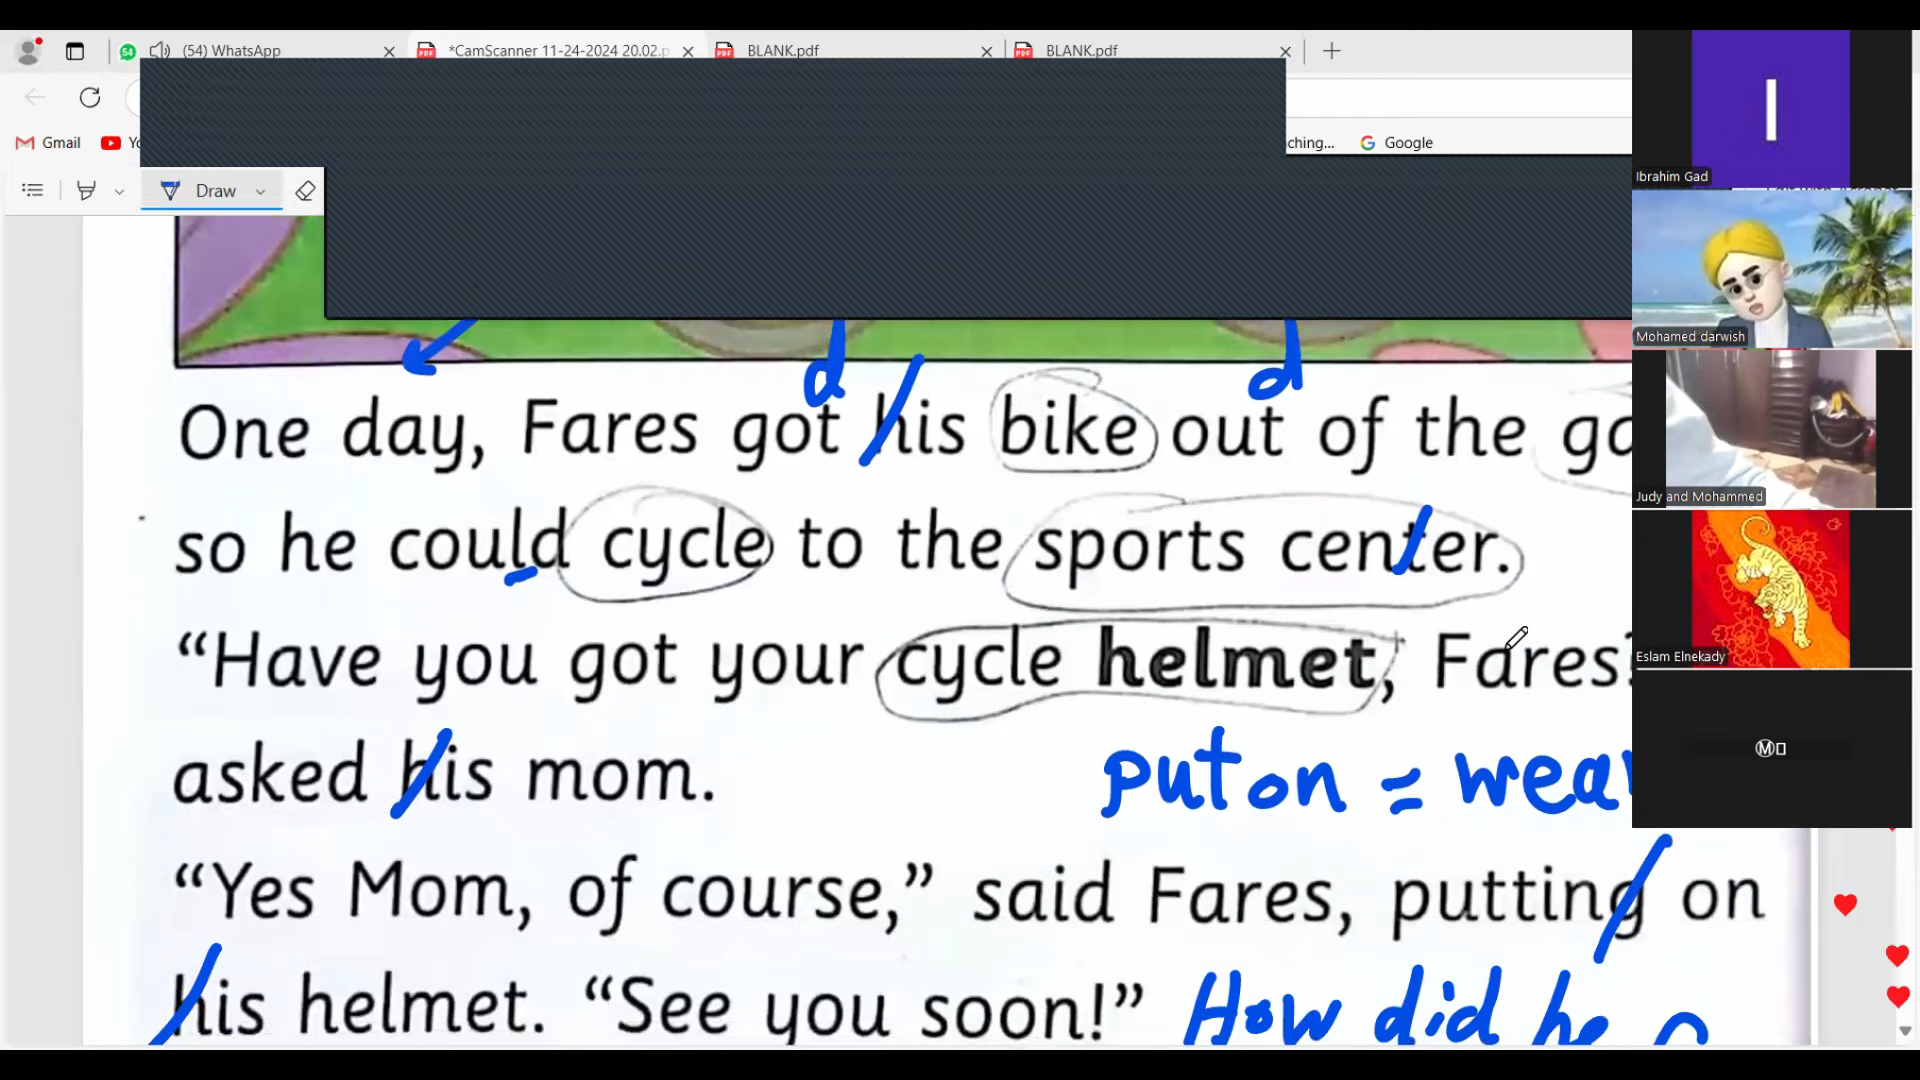 (54) WhatsApp
*CamScanner 11-24-2024 20.02.p
BLANK.pdf
BLANK.pdf
Gmail
ching...
Google
Draw
Ibrahim Gad
Mohamed darwish
Judy and Mohammed
Eslam Elnekady
d
d
One day, Fares got his bike out of the
so he could cycle to the sports center.
"Have you got your cycle helmet, Fares?
asked his mom.
put on = wear
"Yes Mom, of course," said Fares, putting on
his helmet. "See you soon!"
How did he